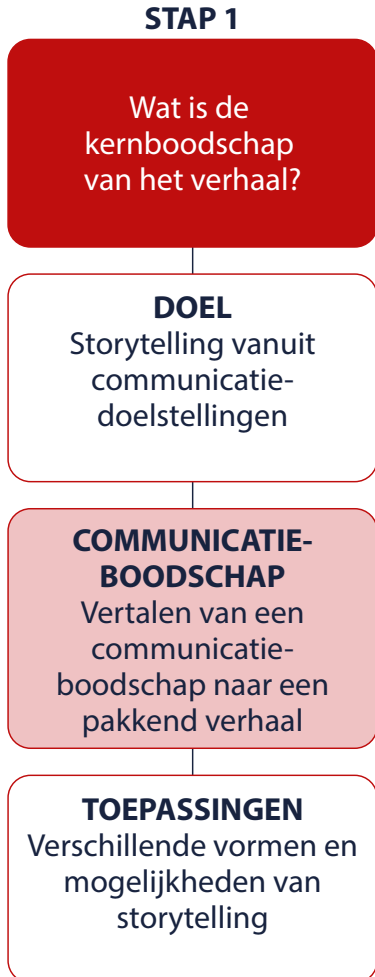 STAP 1
Wat is de
kernboodschap
van het verhaal?
DOEL
Storytelling vanuit
communicatie-
doelstellingen
COMMUNICATIE-
BOODSCHAP
Vertalen van een
communicatie-
boodschap naar een
pakkend verhaal
TOEPASSINGEN
Verschillende vormen en
mogelijkheden van
storytelling